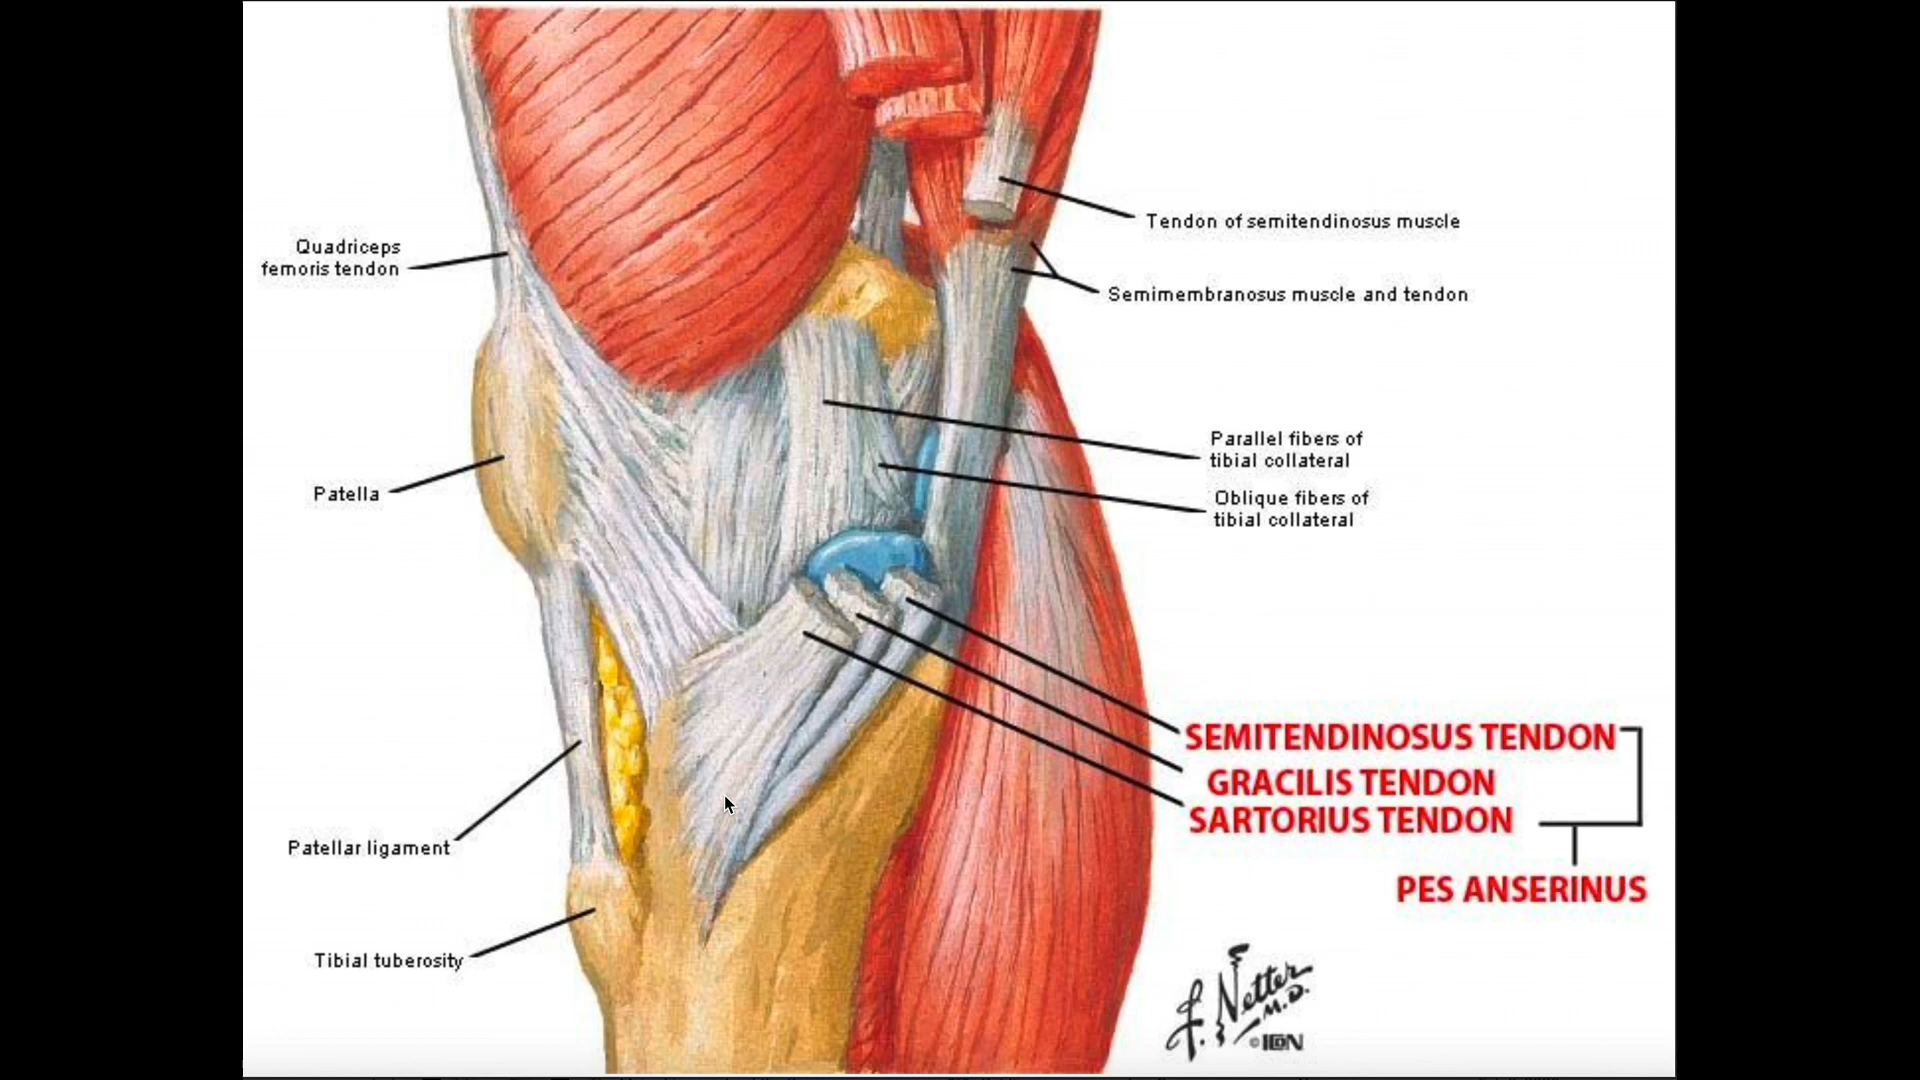 Quadriceps
femoris tendon
Patella
Patellar ligament
Tibial tuberosity
Tendon of semitendinosus muscle
Semimembranosus muscle and tendon
Parallel fibers of
tibial collateral
Oblique fibers of
tibial collateral
SEMITENDINOSUS TENDON
GRACILIS TENDON
SARTORIUS TENDON
PES ANSERINUS
F. Netter
M.D.
©ICON